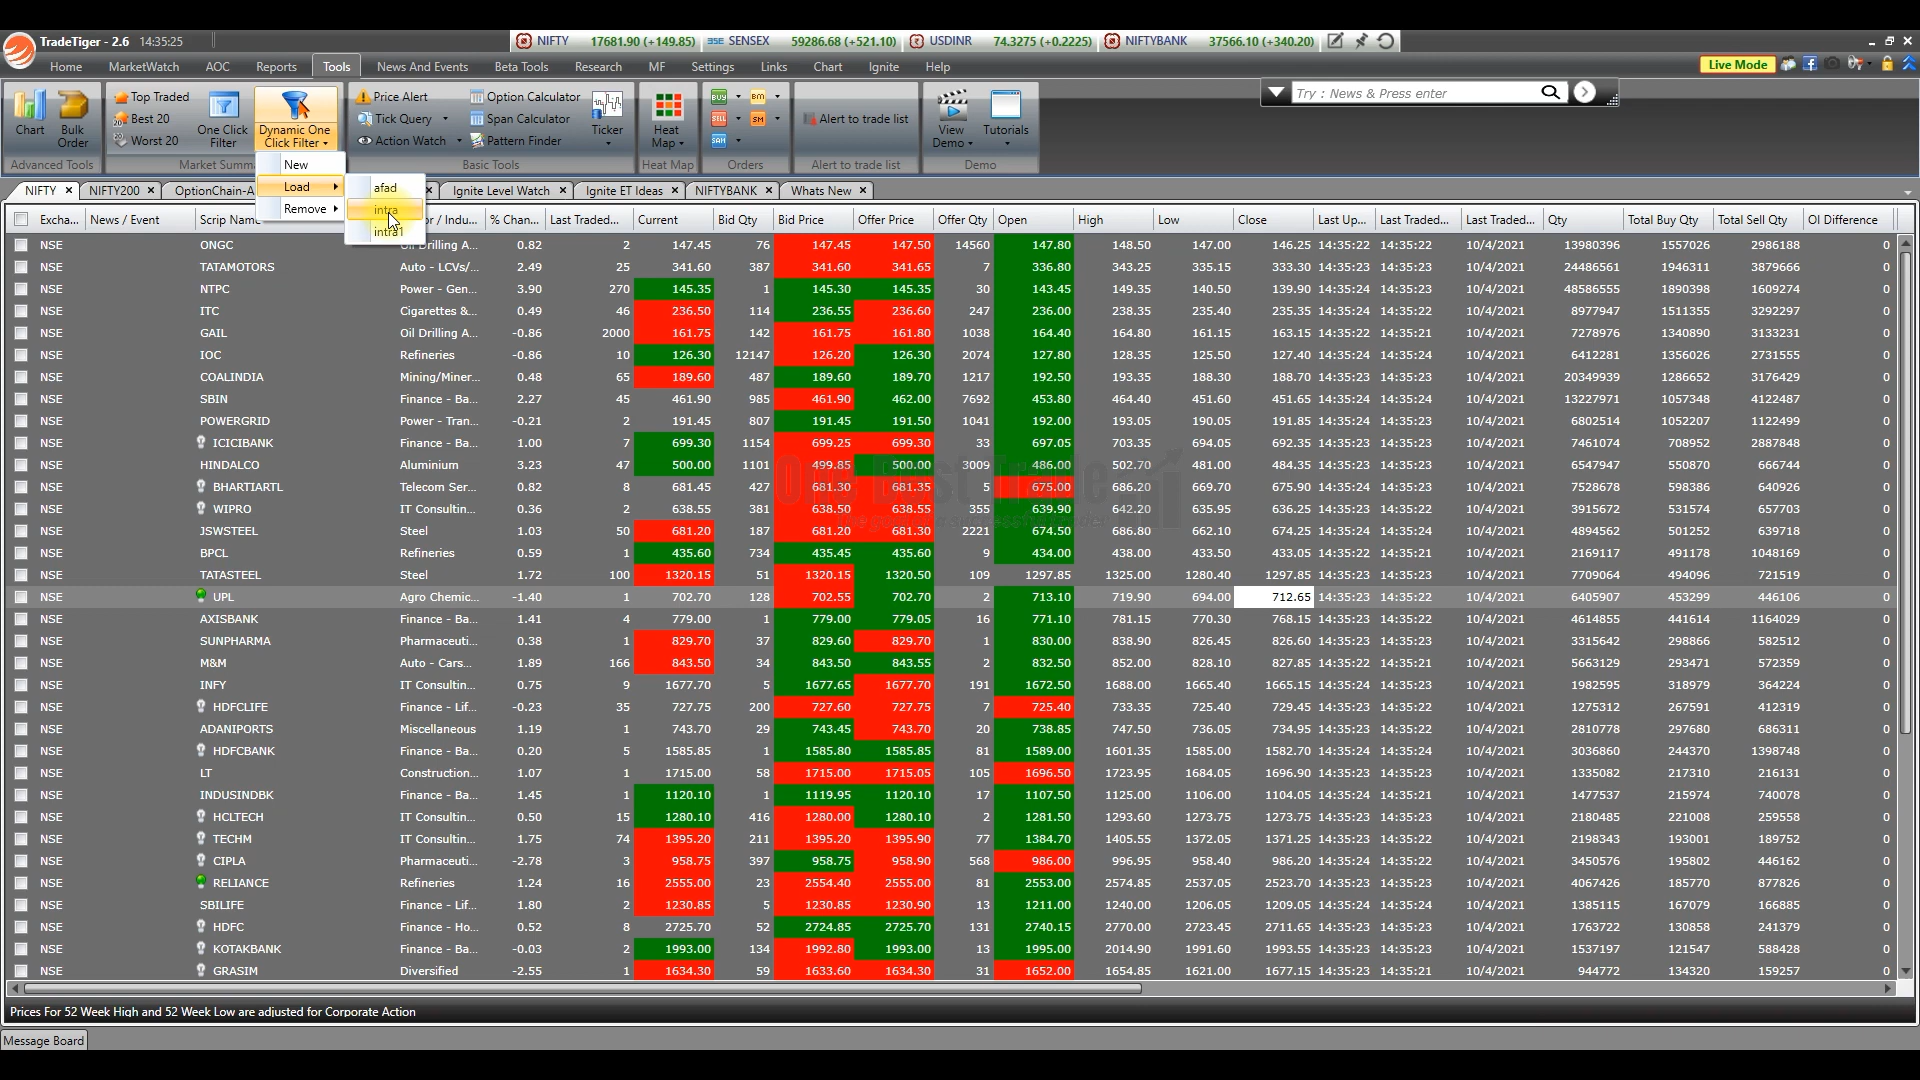 TradeTiger - 2.6 14:35:25
NIFTY 17681.90 (+149.85) BSE SENSEX 59286.68 (+521.10) USDINR 74.3275 (+0.2225) NIFTYBANK 37566.10 (+340.20)
Home MarketWatch AOC Reports Tools News And Events Beta Tools Research MF Settings Links Chart Ignite Help
Live Mode
Chart
Bulk Order
Advanced Tools
Top Traded
Best 20
Worst 20
One Click Filter
Dynamic One Click Filter
Market Summa
Price Alert
Tick Query
Action Watch
Option Calculator
Span Calculator
Pattern Finder
Ticker
Basic Tools
Heat Map
Heat Map
BUY BM
SELL SM
SAM
Orders
Alert to trade list
Alert to trade list
View Demo
Tutorials
Demo
Try : News & Press enter
New
Load
Remove
afad
intra
intra1
NIFTY NIFTY200 OptionChain-A Ignite Level Watch Ignite ET Ideas NIFTYBANK Whats New
Excha... News / Event Scrip Name or / Indu... % Chan... Last Traded... Current Bid Qty Bid Price Offer Price Offer Qty Open High Low Close Last Up... Last Traded... Last Traded... Qty Total Buy Qty Total Sell Qty OI Difference
NSE ONGC Oil Drilling A... 0.82 2 147.45 76 147.45 147.50 14560 147.80 148.50 147.00 146.25 14:35:22 14:35:22 10/4/2021 13980396 1557026 2986188 0
NSE TATAMOTORS Auto - LCVs/... 2.49 25 341.60 387 341.60 341.65 7 336.80 343.25 335.15 333.30 14:35:23 14:35:23 10/4/2021 24486561 1946311 3879666 0
NSE NTPC Power - Gen... 3.90 270 145.35 1 145.30 145.35 30 143.45 149.35 140.50 139.90 14:35:24 14:35:23 10/4/2021 48586555 1890398 1609274 0
NSE ITC Cigarettes &... 0.49 46 236.50 114 236.55 236.60 247 236.00 238.35 235.40 235.35 14:35:24 14:35:22 10/4/2021 8977947 1511355 3292297 0
NSE GAIL Oil Drilling A... -0.86 2000 161.75 142 161.75 161.80 1038 164.40 164.80 161.15 163.15 14:35:22 14:35:21 10/4/2021 7278976 1340890 3133231 0
NSE IOC Refineries -0.86 10 126.30 12147 126.20 126.30 2074 127.80 128.35 125.50 127.40 14:35:24 14:35:24 10/4/2021 6412281 1356026 2731555 0
NSE COALINDIA Mining/Miner... 0.48 65 189.60 487 189.60 189.70 1217 192.50 193.35 188.30 188.70 14:35:23 14:35:23 10/4/2021 20349939 1286652 3176429 0
NSE SBIN Finance - Ba... 2.27 45 461.90 985 461.90 462.00 7692 453.80 464.40 451.60 451.65 14:35:24 14:35:23 10/4/2021 13227971 1057348 4122487 0
NSE POWERGRID Power - Tran... -0.21 2 191.45 807 191.45 191.50 1041 192.00 193.05 190.05 191.85 14:35:24 14:35:23 10/4/2021 6802514 1052207 1122499 0
NSE ICICIBANK Finance - Ba... 1.00 7 699.30 1154 699.25 699.30 33 697.05 703.35 694.05 692.35 14:35:23 14:35:23 10/4/2021 7461074 708952 2887848 0
NSE HINDALCO Aluminium 3.23 47 500.00 1101 499.85 500.00 3009 486.00 502.70 481.00 484.35 14:35:23 14:35:23 10/4/2021 6547947 550870 666744 0
NSE BHARTIARTL Telecom Ser... 0.82 8 681.45 427 681.30 681.35 5 675.00 686.20 669.70 675.90 14:35:24 14:35:23 10/4/2021 7528678 598386 640926 0
NSE WIPRO IT Consultin... 0.36 2 638.55 381 638.50 638.55 355 639.90 642.20 635.95 636.25 14:35:23 14:35:22 10/4/2021 3915672 531574 657703 0
NSE JSWSTEEL Steel 1.03 50 681.20 187 681.20 681.30 2221 674.50 686.80 662.10 674.25 14:35:24 14:35:23 10/4/2021 4894562 501252 639718 0
NSE BPCL Refineries 0.59 1 435.60 734 435.45 435.60 9 434.00 438.00 433.50 433.05 14:35:22 14:35:21 10/4/2021 2169117 491178 1048169 0
NSE TATASTEEL Steel 1.72 100 1320.15 51 1320.15 1320.50 109 1297.85 1325.00 1280.40 1297.85 14:35:23 14:35:23 10/4/2021 7709064 494096 721519 0
NSE UPL Agro Chemic... -1.40 1 702.70 128 702.55 702.70 2 713.10 719.90 694.00 712.65 14:35:23 14:35:22 10/4/2021 6405907 453299 446106 0
NSE AXISBANK Finance - Ba... 1.41 4 779.00 1 779.00 779.05 16 771.10 781.15 770.30 768.15 14:35:23 14:35:22 10/4/2021 4614855 441614 1164029 0
NSE SUNPHARMA Pharmaceuti... 0.38 1 829.70 37 829.60 829.70 1 830.00 838.90 826.45 826.60 14:35:23 14:35:22 10/4/2021 3315642 298866 582512 0
NSE M&M Auto - Cars... 1.89 166 843.50 34 843.50 843.55 2 832.50 852.00 828.10 827.85 14:35:22 14:35:21 10/4/2021 5663129 293471 572359 0
NSE INFY IT Consultin... 0.75 9 1677.70 5 1677.65 1677.70 191 1672.50 1688.00 1665.40 1665.15 14:35:24 14:35:23 10/4/2021 1982595 318979 364224 0
NSE HDFCLIFE Finance - Lif... -0.23 35 727.75 200 727.60 727.75 7 725.40 733.35 725.40 729.45 14:35:23 14:35:22 10/4/2021 1275312 267591 412319 0
NSE ADANIPORTS Miscellaneous 1.19 1 743.70 29 743.45 743.70 20 738.85 747.50 736.05 734.95 14:35:23 14:35:22 10/4/2021 2810778 297680 686311 0
NSE HDFCBANK Finance - Ba... 0.20 5 1585.85 1 1585.80 1585.85 81 1589.00 1601.35 1585.00 1582.70 14:35:24 14:35:24 10/4/2021 3036860 244370 1398748 0
NSE LT Construction... 1.07 1 1715.00 58 1715.00 1715.05 105 1696.50 1723.95 1684.05 1696.90 14:35:23 14:35:23 10/4/2021 1335082 217310 216131 0
NSE INDUSINDBK Finance - Ba... 1.45 1 1120.10 1 1119.95 1120.10 17 1107.50 1125.00 1106.00 1104.05 14:35:24 14:35:21 10/4/2021 1477537 215974 740078 0
NSE HCLTECH IT Consultin... 0.50 15 1280.10 416 1280.00 1280.10 2 1281.50 1293.60 1273.75 1273.75 14:35:23 14:35:23 10/4/2021 2180485 221008 259558 0
NSE TECHM IT Consultin... 1.75 74 1395.20 211 1395.20 1395.90 77 1384.70 1405.55 1372.05 1371.25 14:35:23 14:35:22 10/4/2021 2198343 193001 189752 0
NSE CIPLA Pharmaceuti... -2.78 3 958.75 397 958.75 958.90 568 986.00 996.95 958.40 986.20 14:35:24 14:35:22 10/4/2021 3450576 195802 446162 0
NSE RELIANCE Refineries 1.24 16 2555.00 23 2554.40 2555.00 81 2553.00 2574.85 2537.05 2523.70 14:35:23 14:35:23 10/4/2021 4067426 185770 877826 0
NSE SBILIFE Finance - Lif... 1.80 2 1230.85 5 1230.85 1230.90 13 1211.00 1240.00 1206.05 1209.05 14:35:24 14:35:24 10/4/2021 1385115 167079 166885 0
NSE HDFC Finance - Ho... 0.52 8 2725.70 52 2724.85 2725.70 131 2740.15 2770.00 2723.45 2711.65 14:35:23 14:35:23 10/4/2021 1763722 130858 241379 0
NSE KOTAKBANK Finance - Ba... -0.03 2 1993.00 134 1992.80 1993.00 13 1995.00 2014.90 1991.60 1993.55 14:35:23 14:35:23 10/4/2021 1537197 121547 588428 0
NSE GRASIM Diversified -2.55 1 1634.30 59 1633.60 1634.30 31 1652.00 1654.85 1621.00 1677.15 14:35:23 14:35:21 10/4/2021 944772 134320 159257 0
One Best Trade
Prices For 52 Week High and 52 Week Low are adjusted for Corporate Action
Message Board